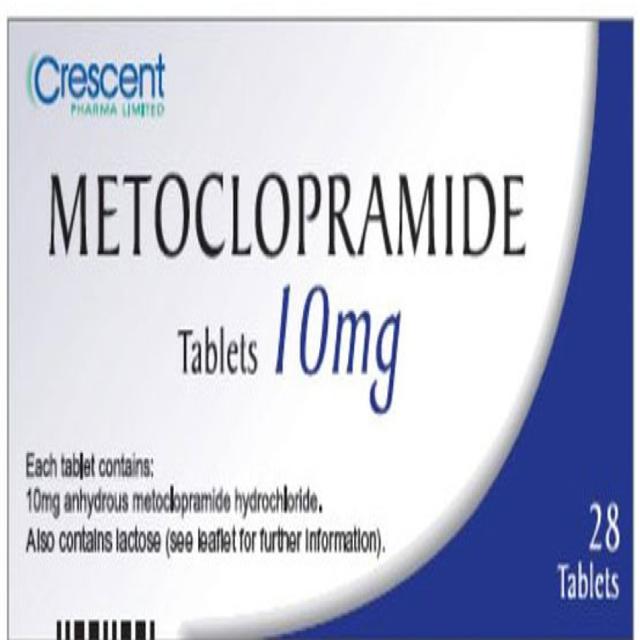 Crescent
PHARMA LIMITED
METOCLOPRAMIDE
Tablets 10mg
Each tablet contains:
10mg anhydrous metoclopramide hydrochloride.
Also contains lactose (see leaflet for further information).
28
Tablets